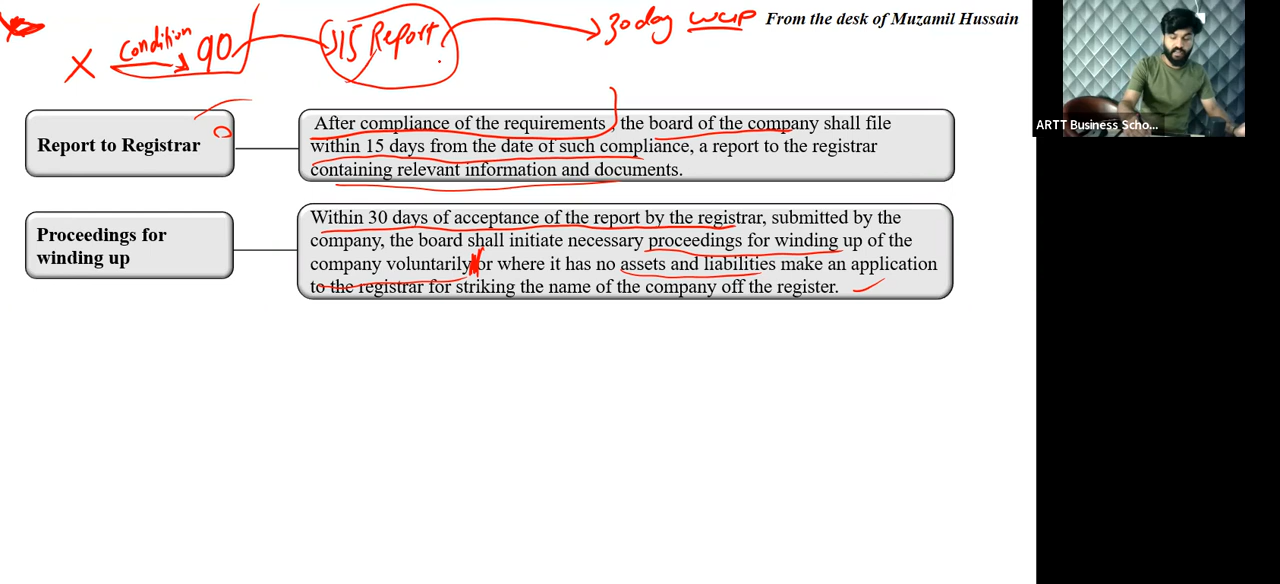 X Condition 90 15 Report 30 day From the desk of Muzamil Hussain
ARTT Business Scho...
Report to Registrar
After compliance of the requirements, the board of the company shall file
within 15 days from the date of such compliance, a report to the registrar
containing relevant information and documents.
Proceedings for
winding up
Within 30 days of acceptance of the report by the registrar, submitted by the
company, the board shall initiate necessary proceedings for winding up of the
company voluntarily or where it has no assets and liabilities make an application
to the registrar for striking the name of the company off the register.